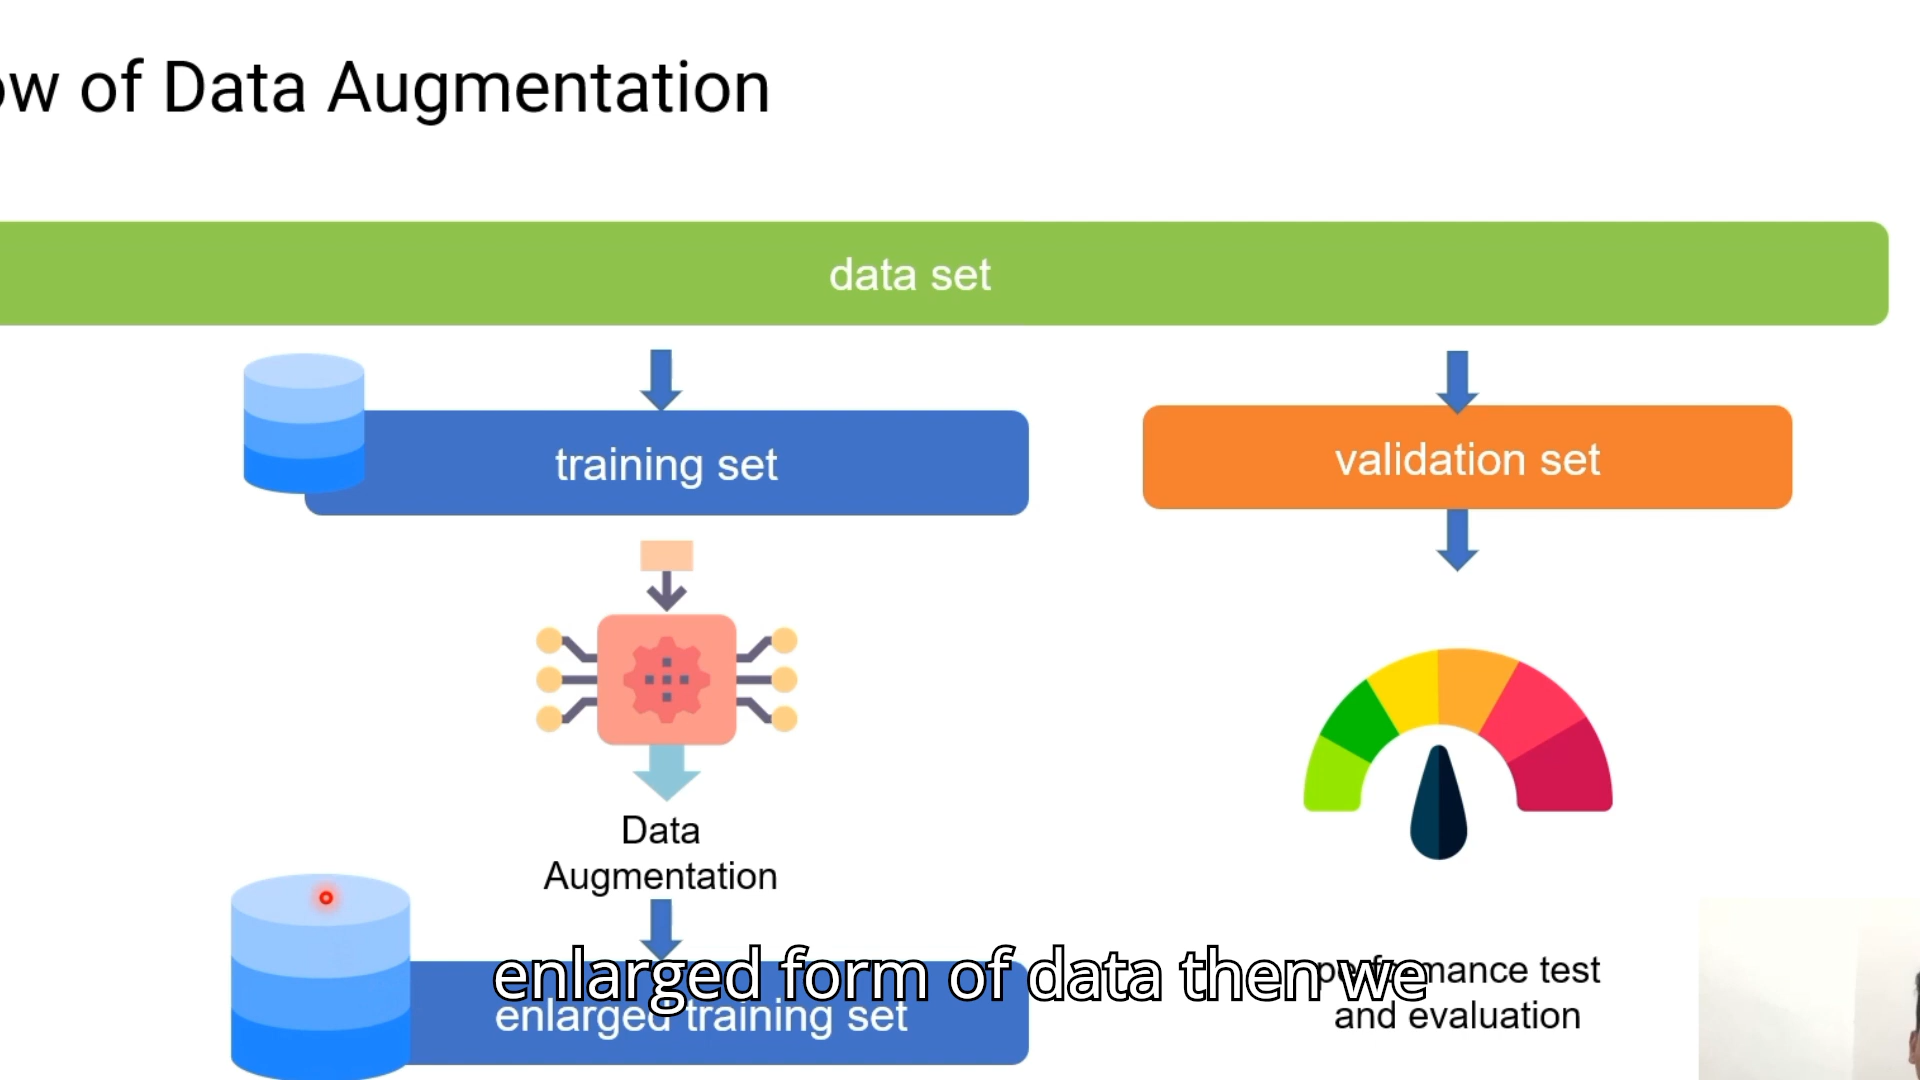 ow of Data Augmentation
data set
training set
validation set
Data
Augmentation
enlarged form of data then we
enlarged training set
performance test
and evaluation